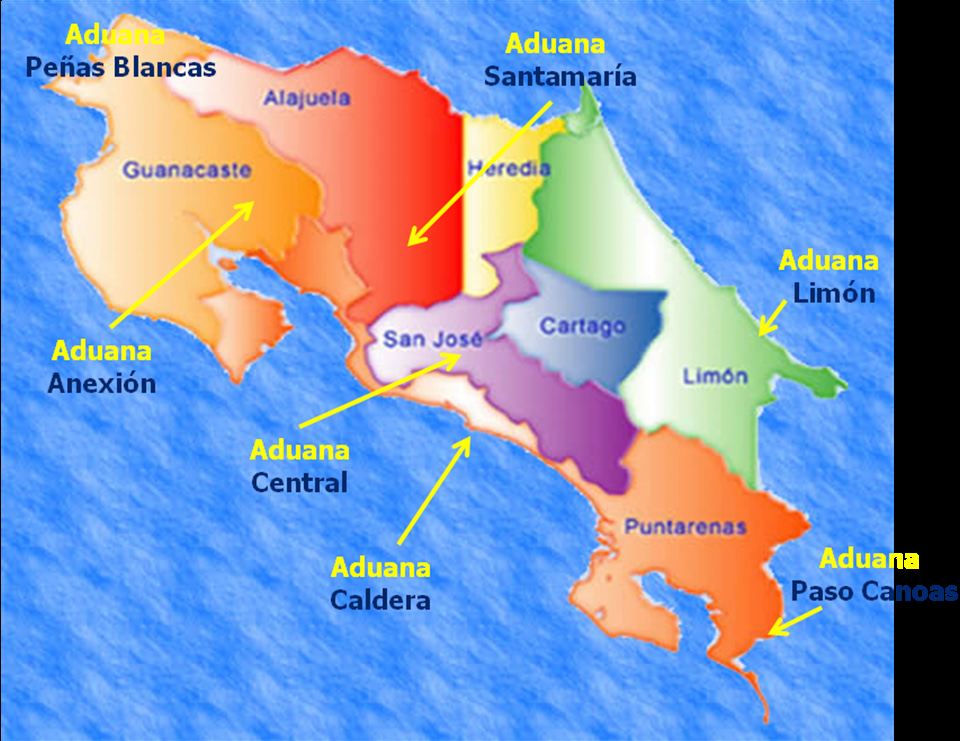 Aduana
Peñas Blancas
Aduana
Santamaría
Alajuela
Heredia
Guanacaste
Aduana
Limón
San José
Cartago
Aduana
Anexión
Limón
Aduana
Central
Puntarenas
Aduana
Caldera
Aduana
Paso Canoas